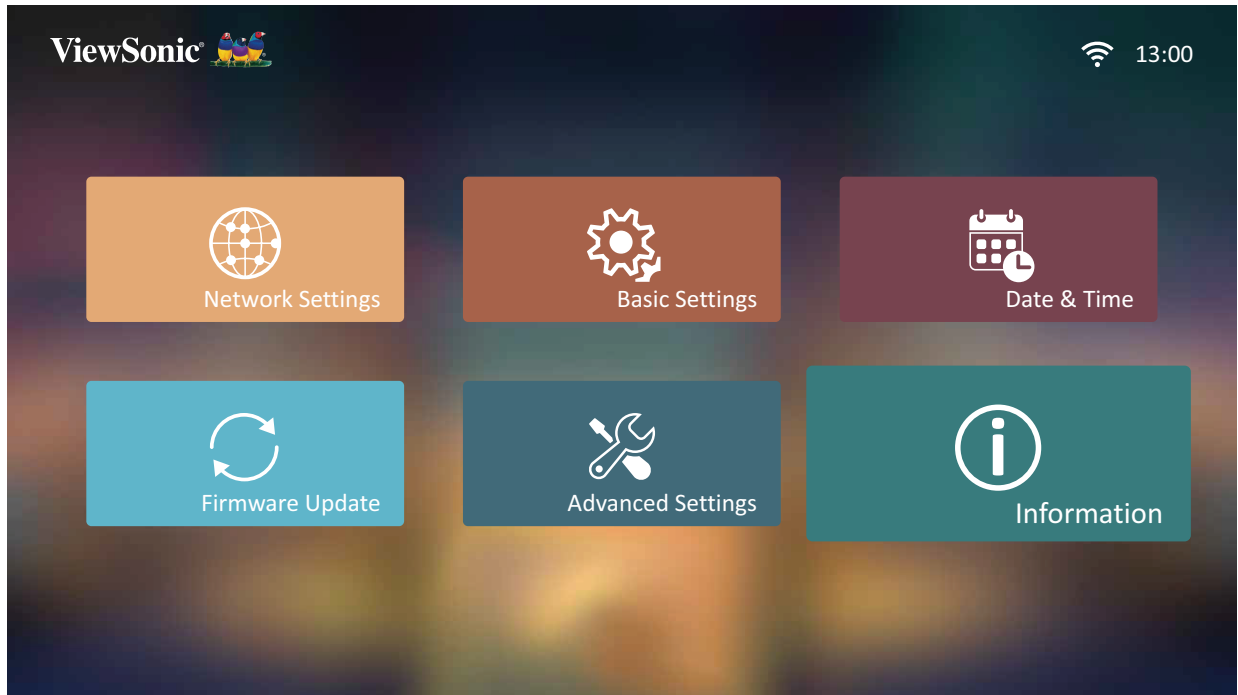 ViewSonic®
13:00
Network Settings
Basic Settings
Date & Time
Firmware Update
Advanced Settings
Information